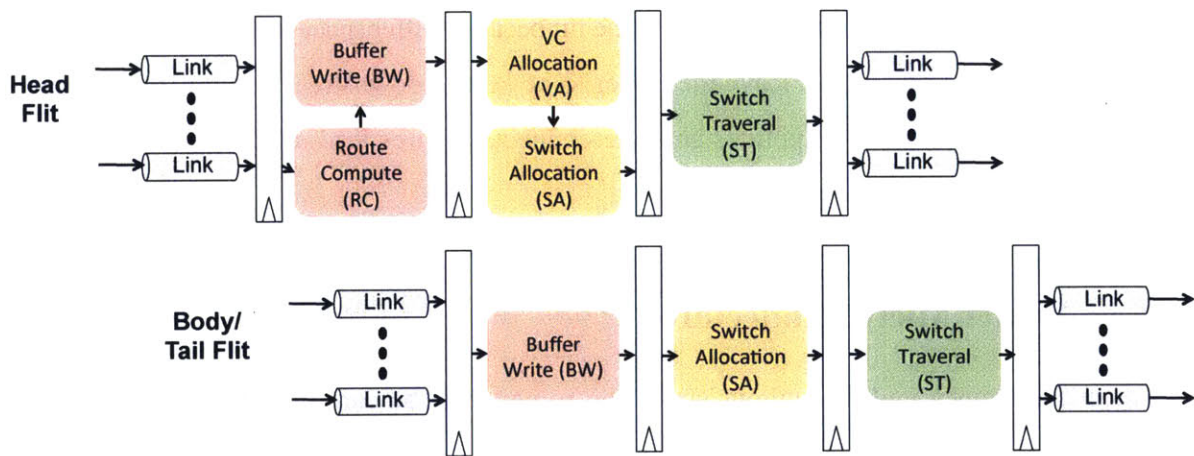 Head
Flit
Link
Link
Buffer
Write (BW)
Route
Compute
(RC)
VC
Allocation
(VA)
Switch
Allocation
(SA)
Switch
Traveral
(ST)
Link
Link
Body/
Tail Flit
Link
Link
Buffer
Write (BW)
Switch
Allocation
(SA)
Switch
Traveral
(ST)
Link
Link